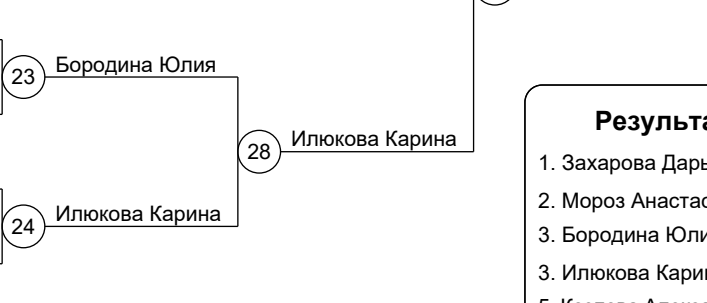 23 Бородина Юлия
28 Илюкова Карина
24 Илюкова Карина
1. Захарова
2. Мороз
3. Бородина
3. Илюкова